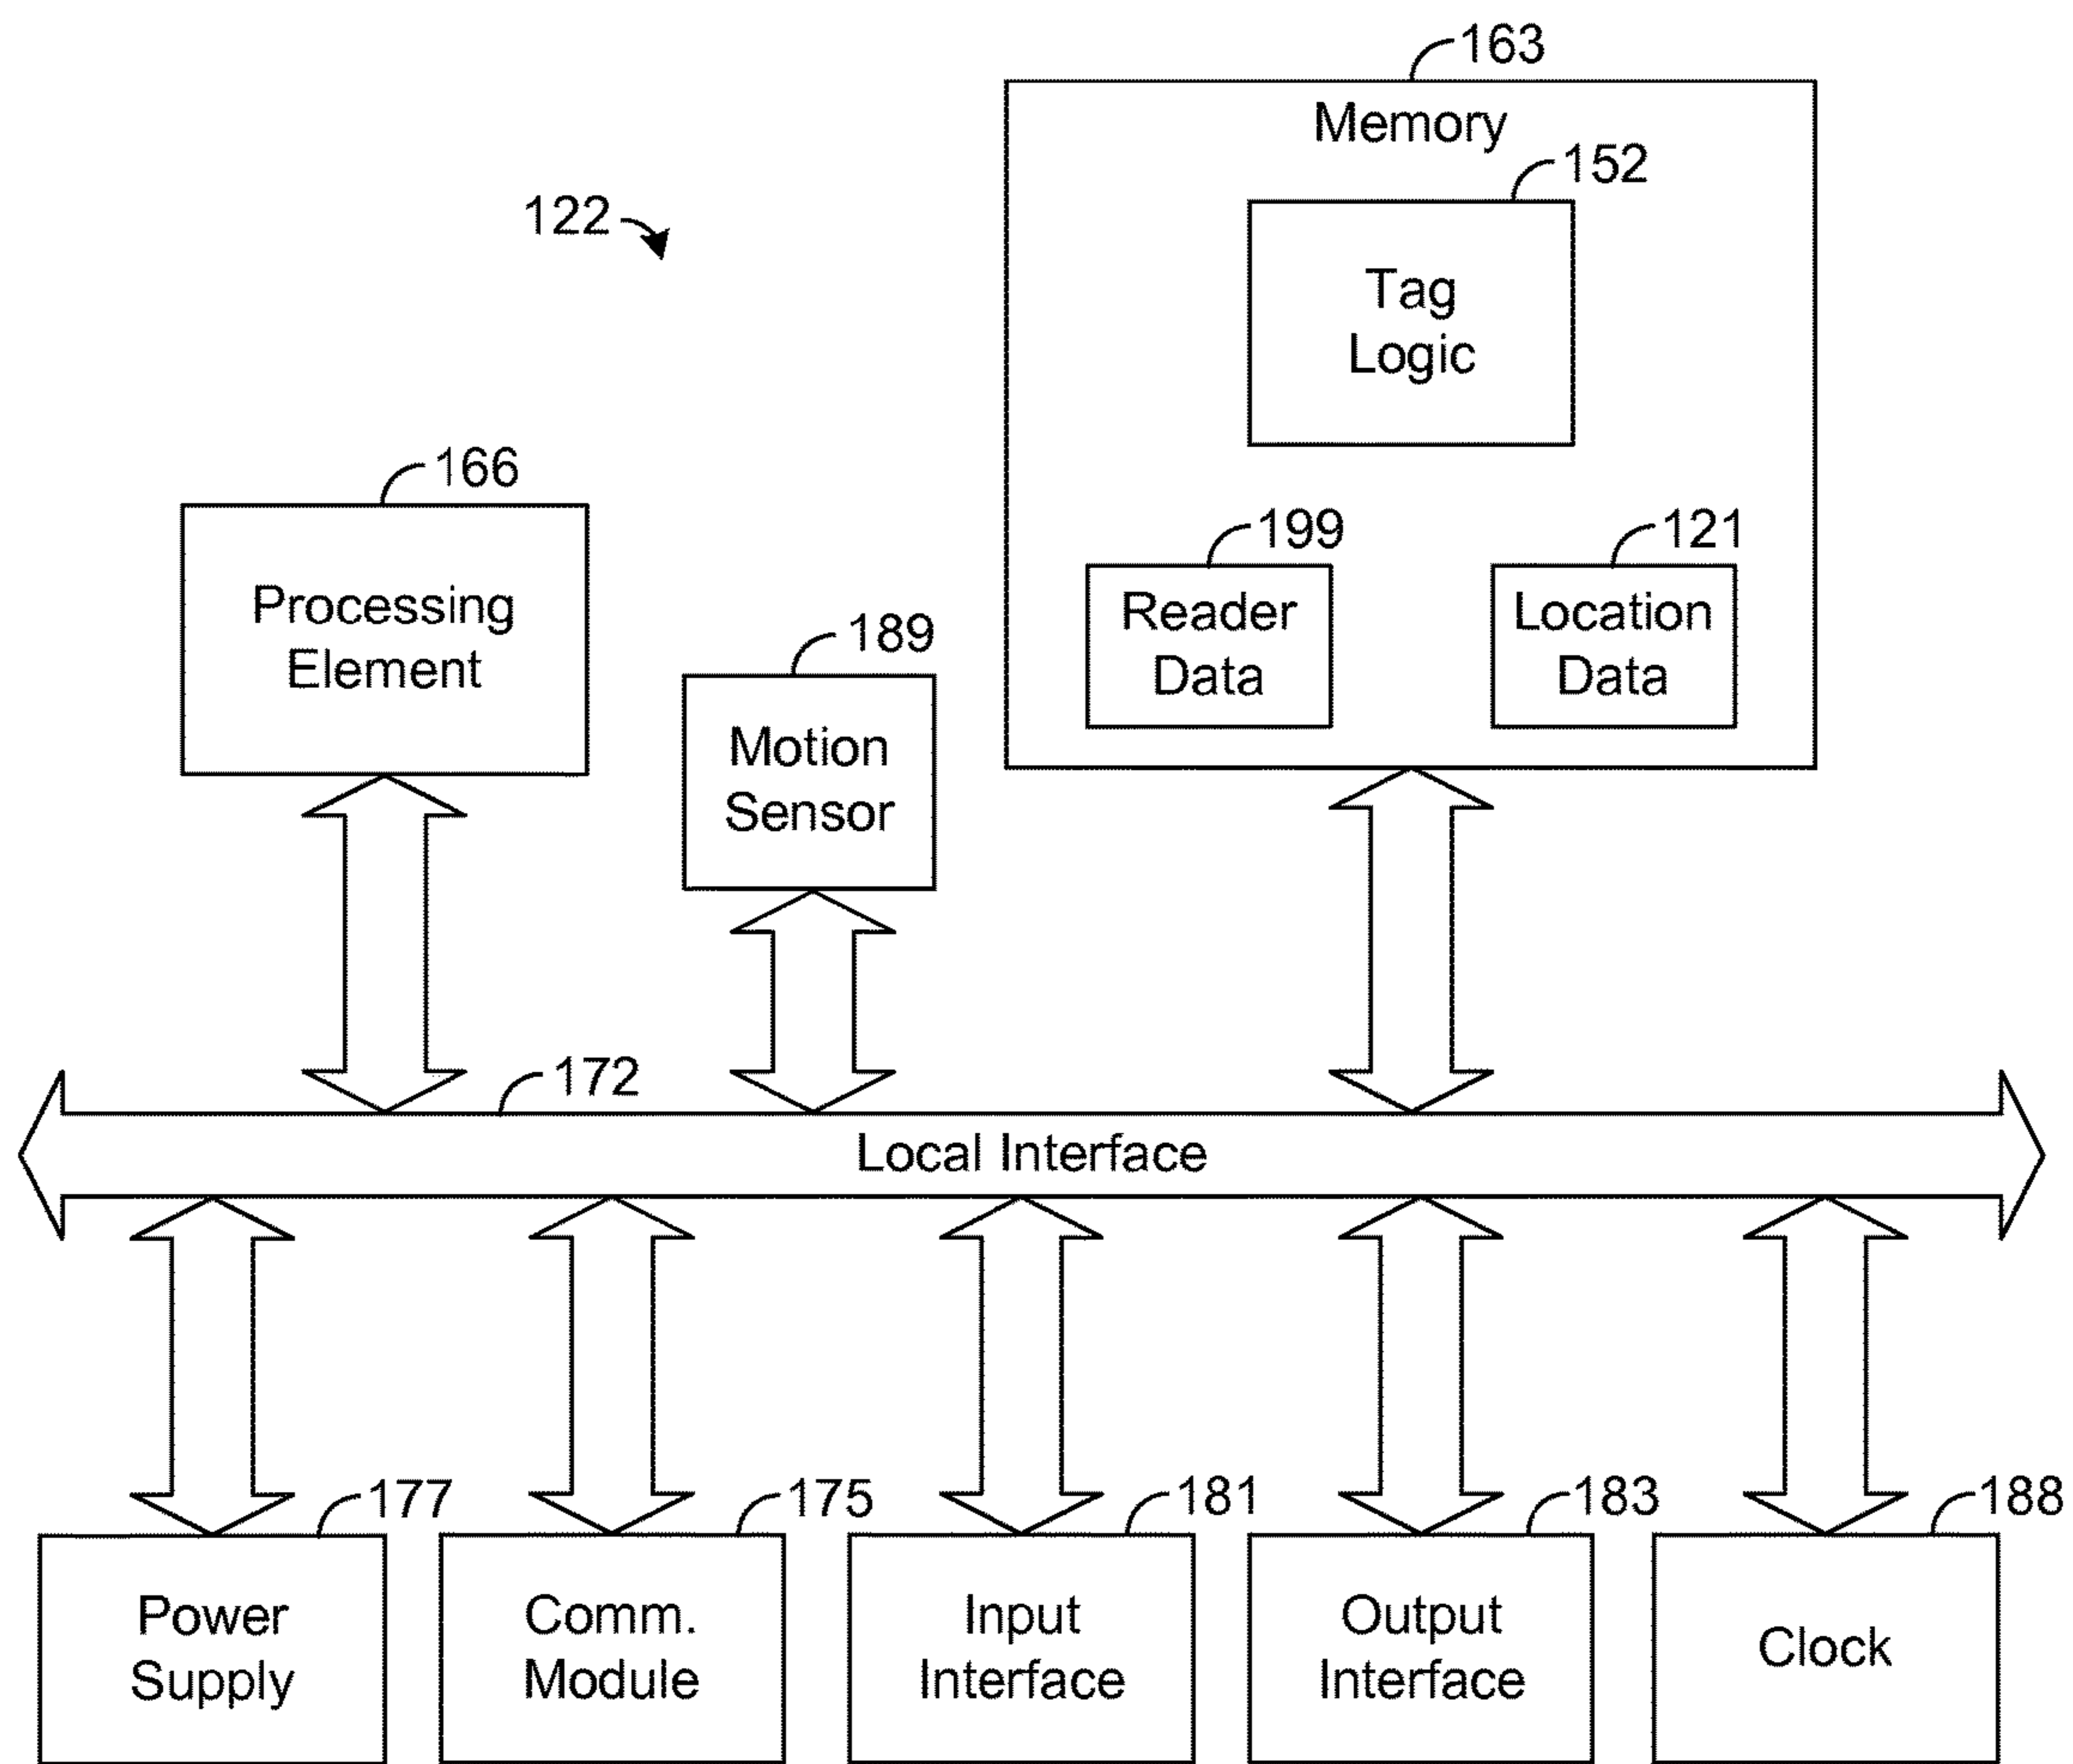 163
Memory
152
122
Tag
Logic
166
199
121
Processing
Element
Reader
Data
Location
Data
189
Motion
Sensor
172
Local Interface
177
175
181
183
188
Power
Supply
Comm.
Module
Input
Interface
Output
Interface
Clock